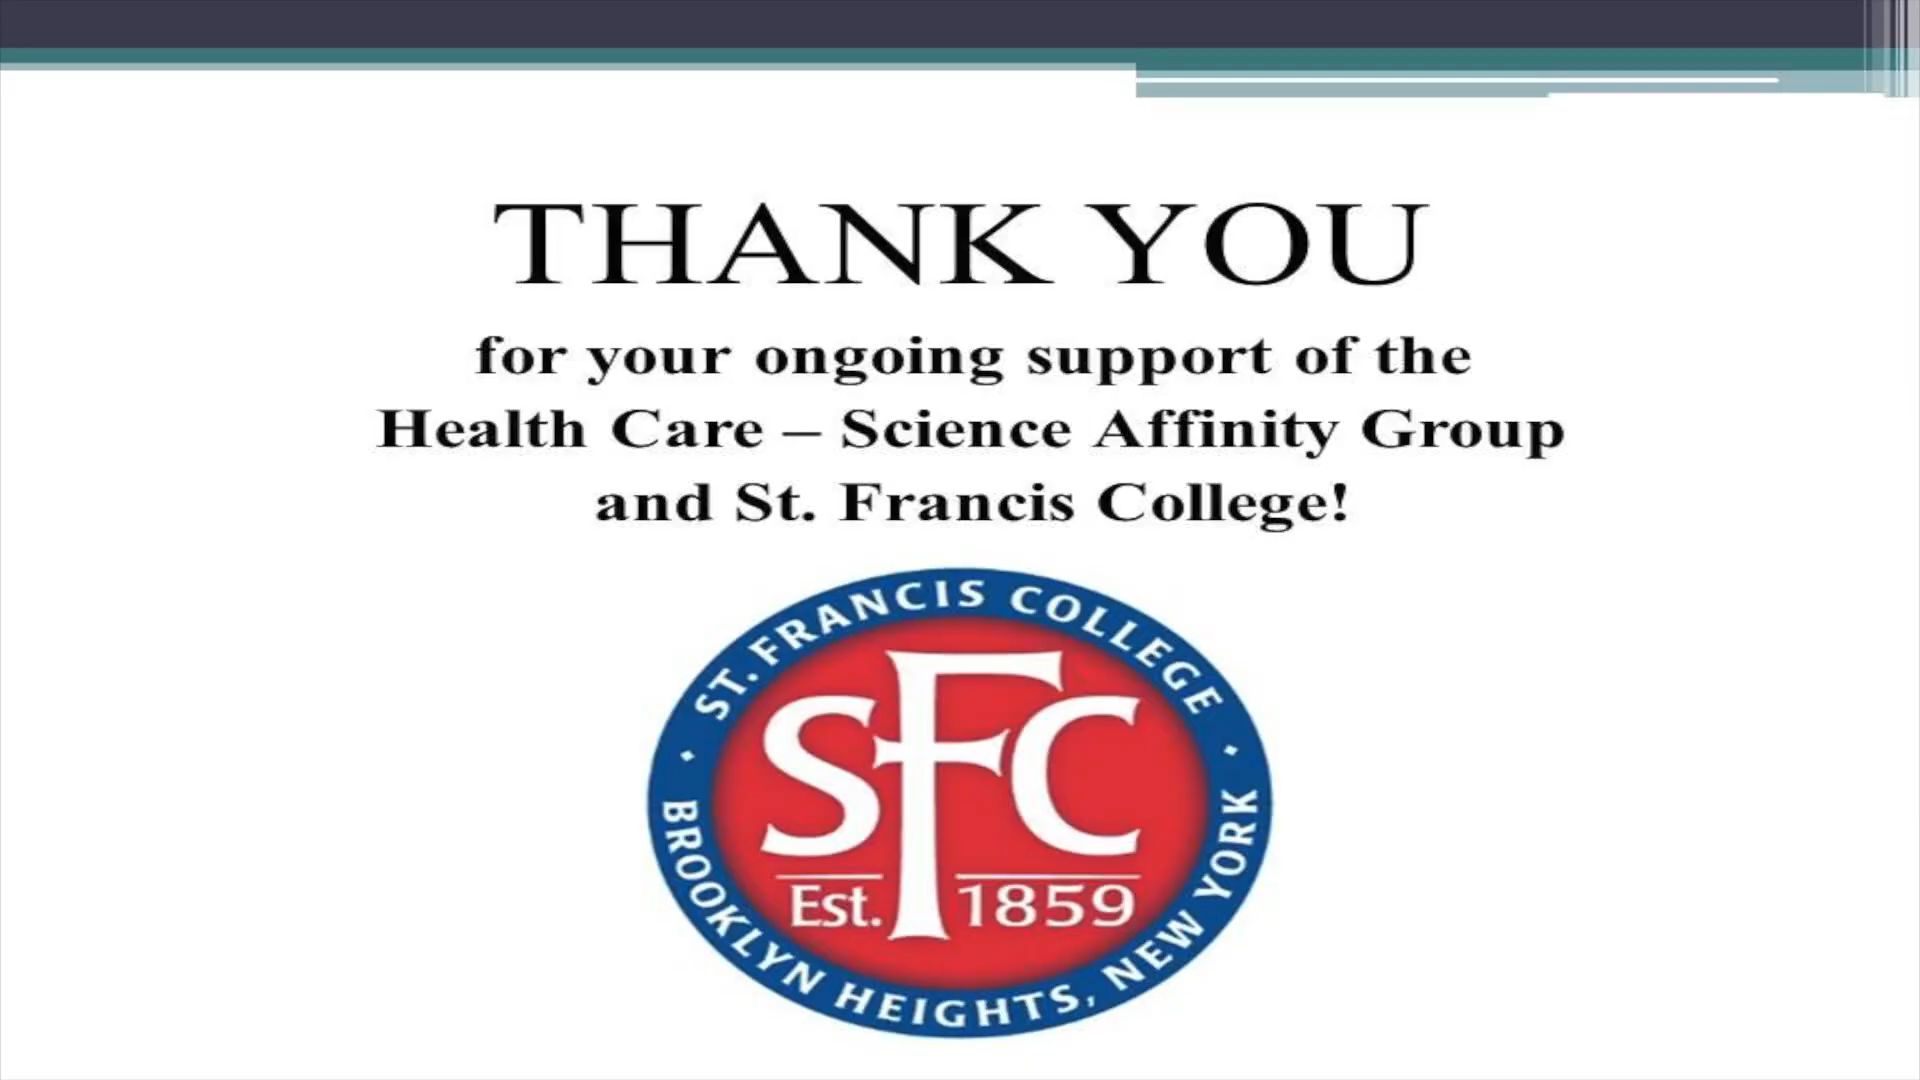 THANK YOU
for your ongoing support of the
Health Care – Science Affinity Group
and St. Francis College!
ST. FRANCIS COLLEGE
SFC
Est. 1859
BROOKLYN HEIGHTS, NEW YORK